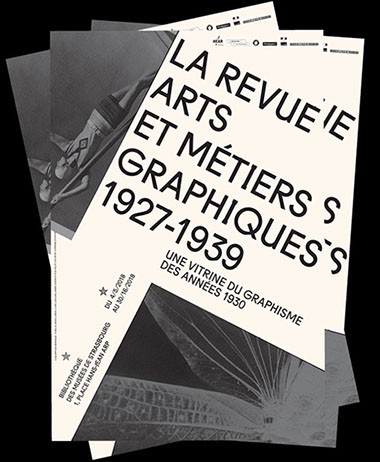 LA REVUE
ARTS
ET MÉTIERS
GRAPHIQUES
1927-1939
UNE VITRINE DU GRAPHISME
DES ANNÉES 1930
DU 4/5/2018
AU 30/16/2018
BIBLIOTHÈQUE
DES MUSÉES DE STRASBOURG
1, PLACE HANS-JEAN ARP